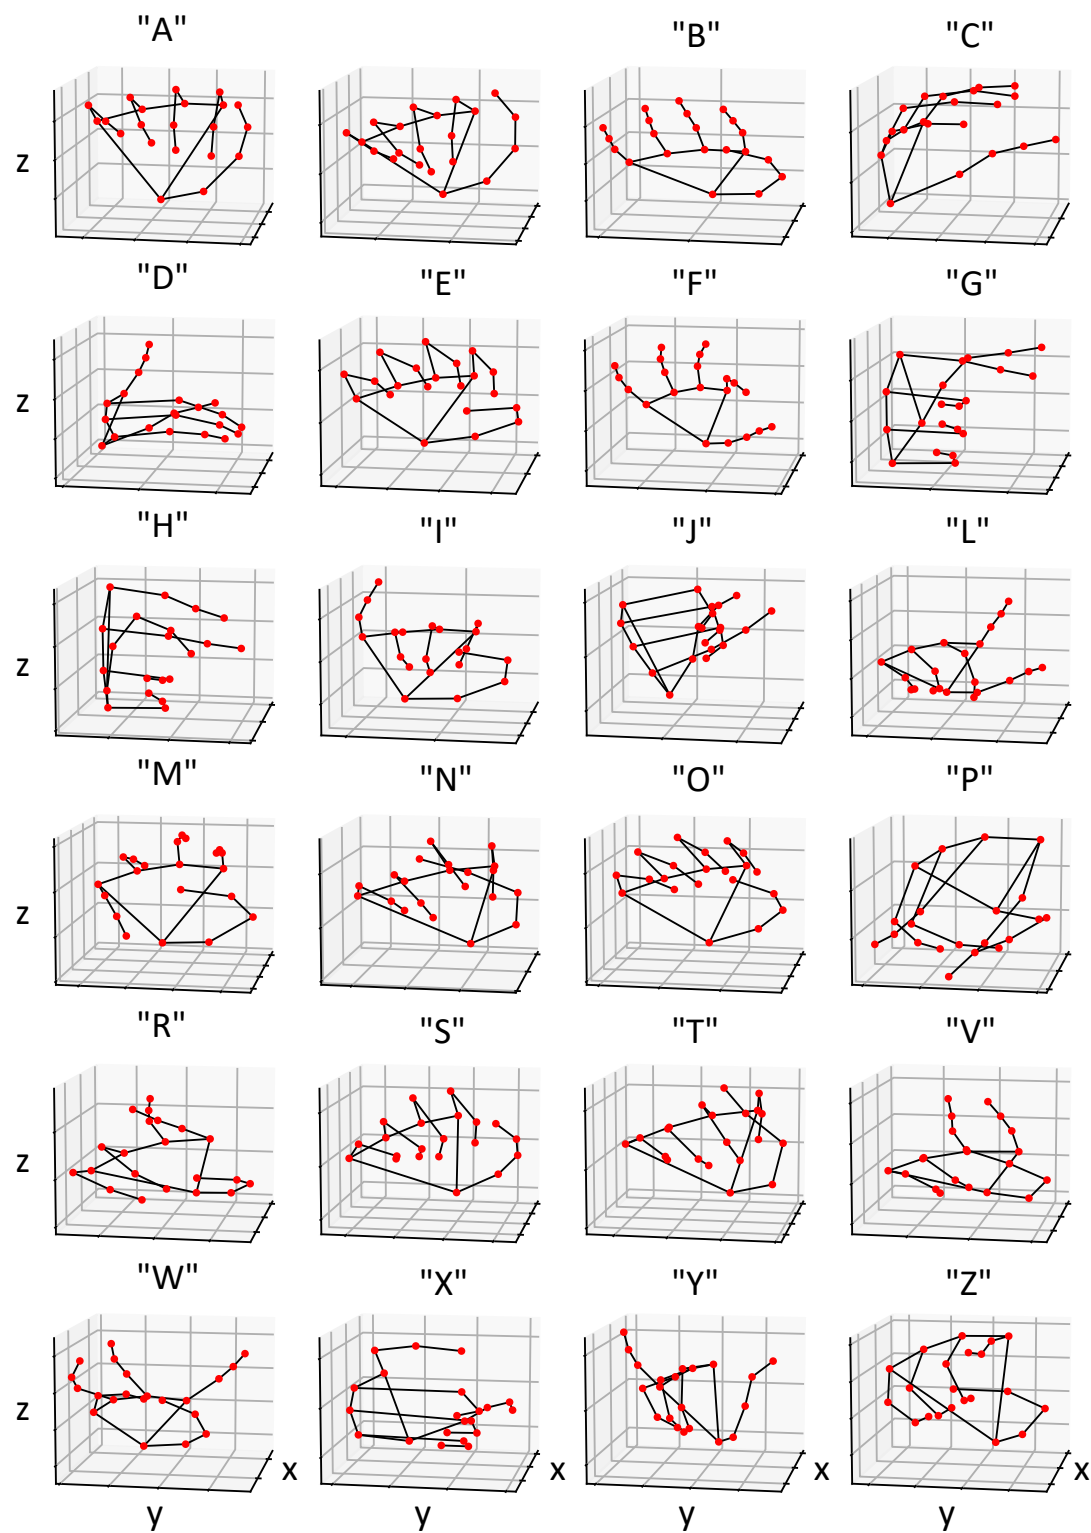 "A" "B" "C"
z
"D" "E" "F" "G"
z
"H" "I" "J" "L"
z
"M" "N" "O" "P"
z
"R" "S" "T" "V"
z
"W" "X" "Y" "Z"
z
x x x x
y y y y